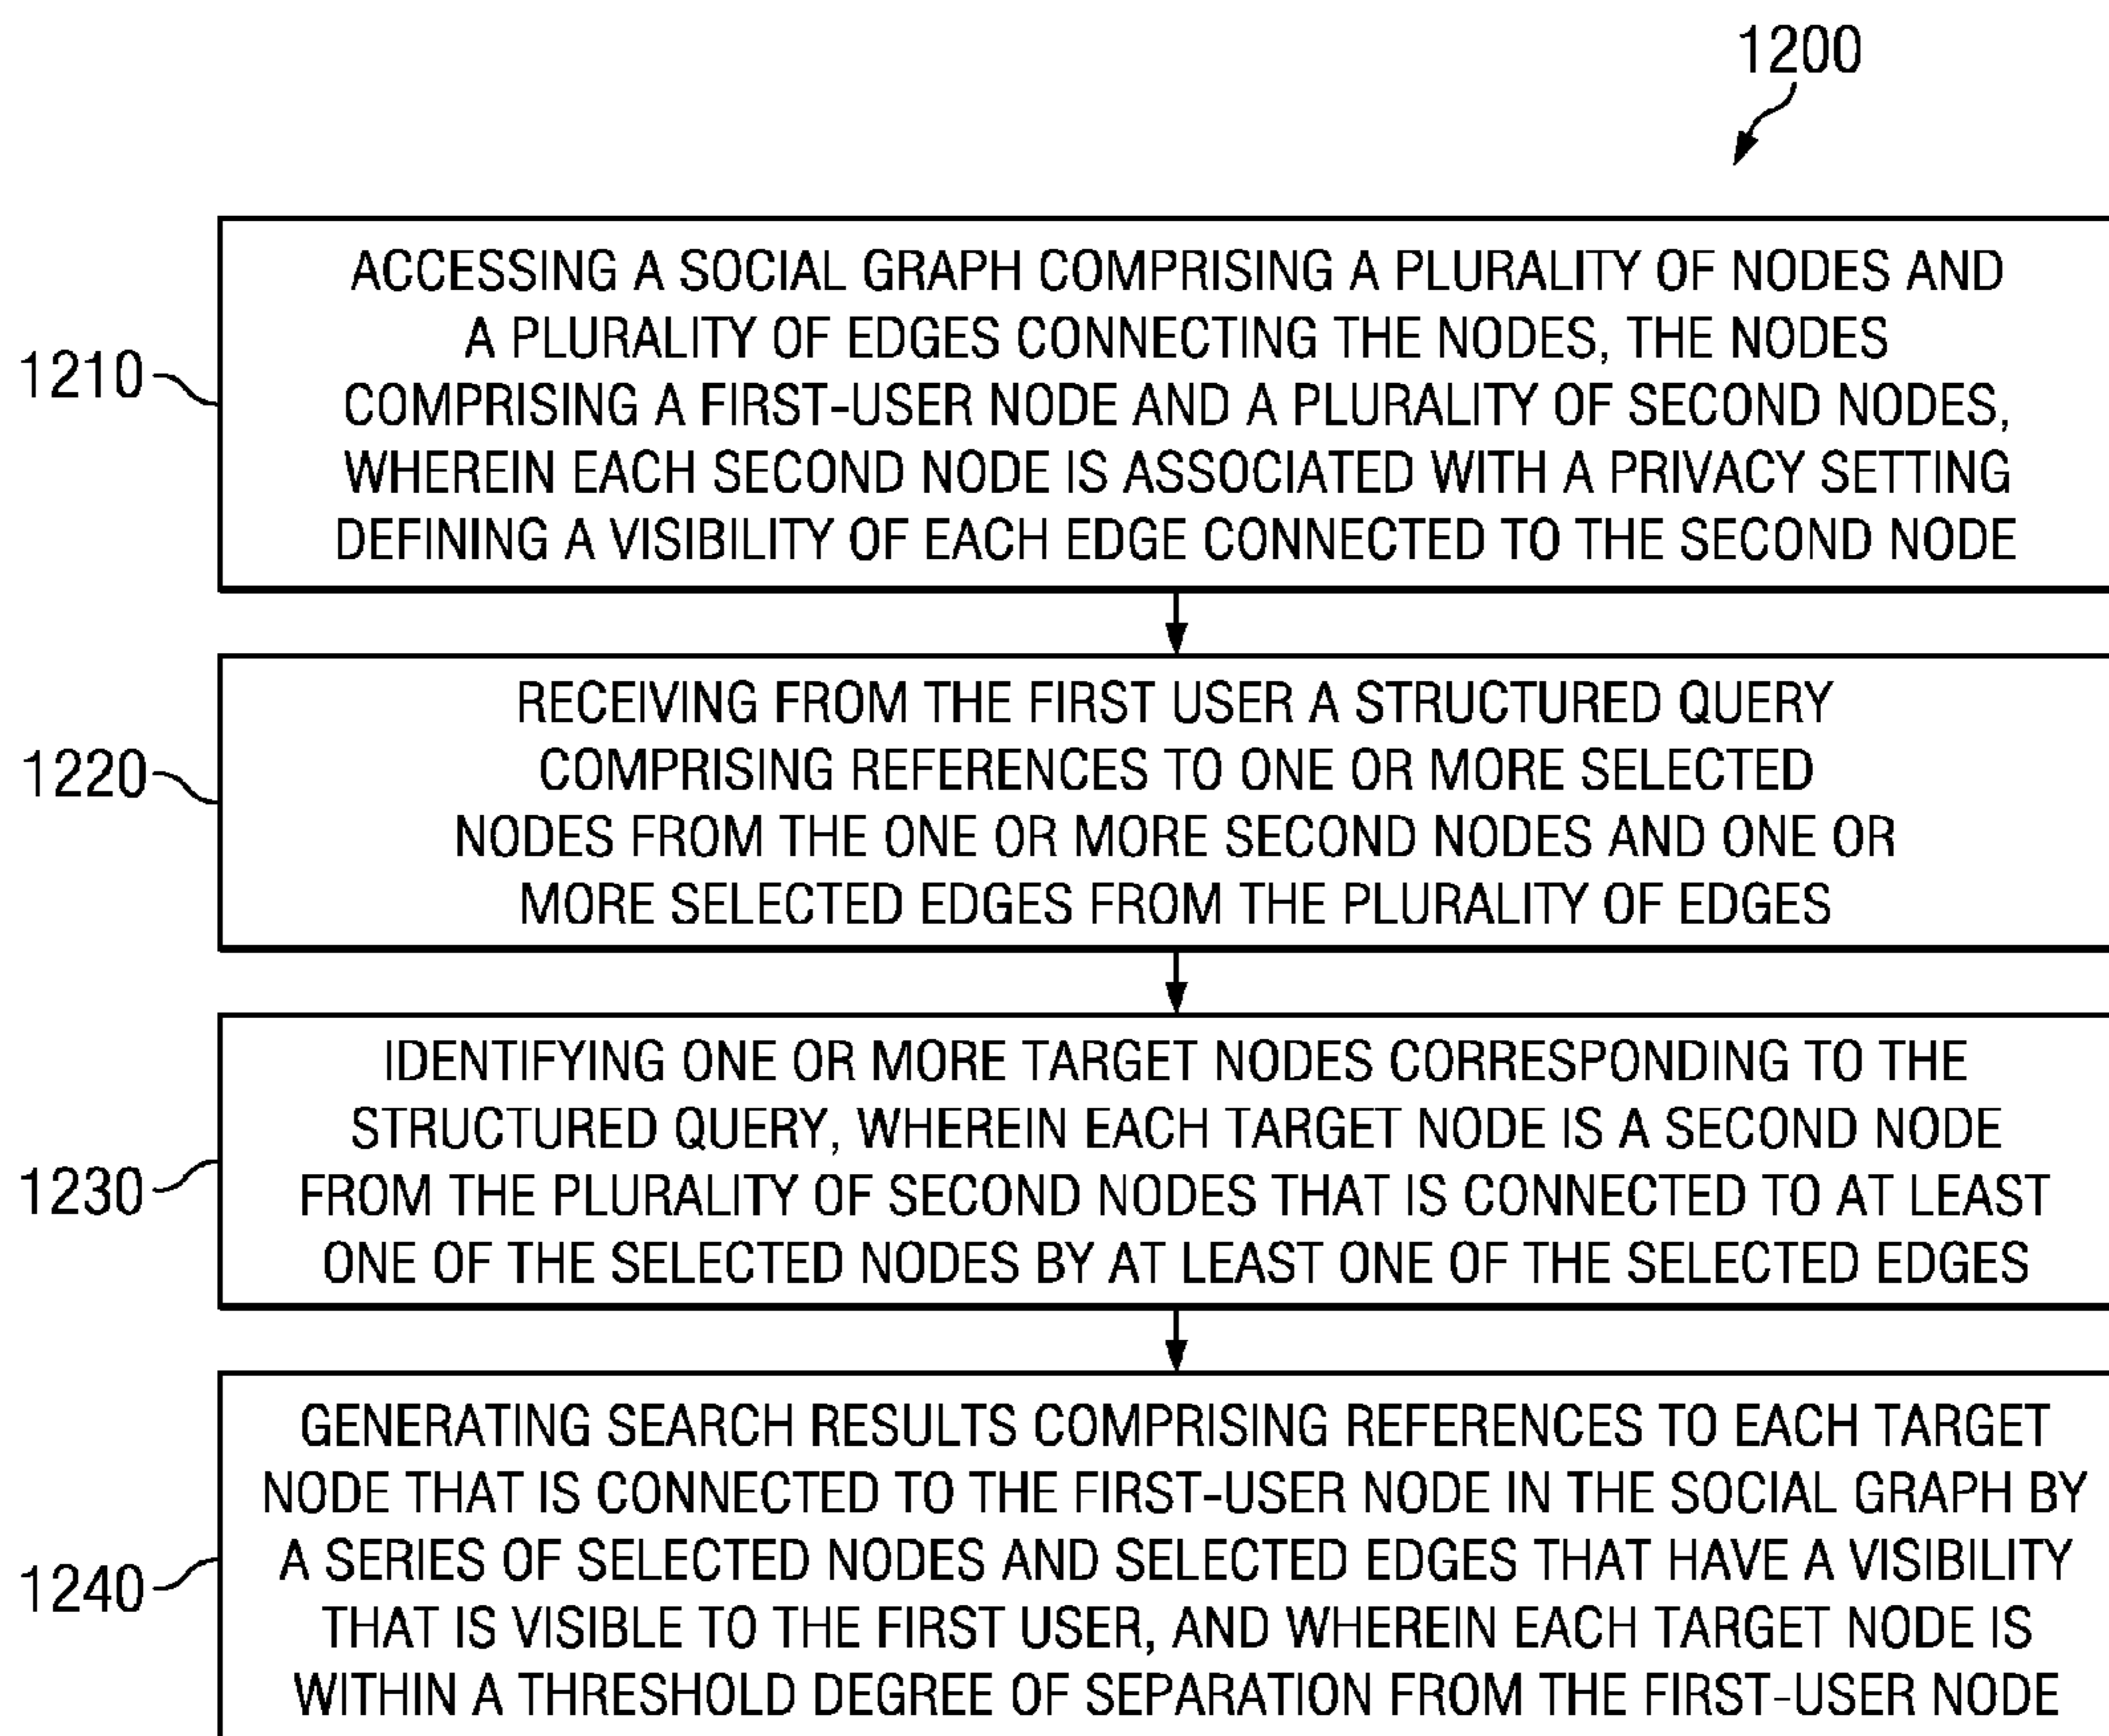 1200
1210
ACCESSING A SOCIAL GRAPH COMPRISING A PLURALITY OF NODES AND
A PLURALITY OF EDGES CONNECTING THE NODES, THE NODES
COMPRISING A FIRST-USER NODE AND A PLURALITY OF SECOND NODES,
WHEREIN EACH SECOND NODE IS ASSOCIATED WITH A PRIVACY SETTING
DEFINING A VISIBILITY OF EACH EDGE CONNECTED TO THE SECOND NODE
1220
RECEIVING FROM THE FIRST USER A STRUCTURED QUERY
COMPRISING REFERENCES TO ONE OR MORE SELECTED
NODES FROM THE ONE OR MORE SECOND NODES AND ONE OR
MORE SELECTED EDGES FROM THE PLURALITY OF EDGES
1230
IDENTIFYING ONE OR MORE TARGET NODES CORRESPONDING TO THE
STRUCTURED QUERY, WHEREIN EACH TARGET NODE IS A SECOND NODE
FROM THE PLURALITY OF SECOND NODES THAT IS CONNECTED TO AT LEAST
ONE OF THE SELECTED NODES BY AT LEAST ONE OF THE SELECTED EDGES
1240
GENERATING SEARCH RESULTS COMPRISING REFERENCES TO EACH TARGET
NODE THAT IS CONNECTED TO THE FIRST-USER NODE IN THE SOCIAL GRAPH BY
A SERIES OF SELECTED NODES AND SELECTED EDGES THAT HAVE A VISIBILITY
THAT IS VISIBLE TO THE FIRST USER, AND WHEREIN EACH TARGET NODE IS
WITHIN A THRESHOLD DEGREE OF SEPARATION FROM THE FIRST-USER NODE